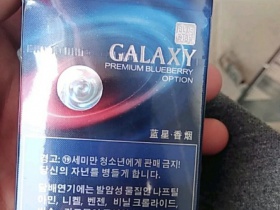 GALAXY
PREMIUM BLUEBERRY
OPTION
蓝星·香烟
경고: ⑲세미만 청소년에게 판매 금지!
당신의 자녀를 병들게 합니다.
담배연기에는 발암성 물질인 나프틸
아민, 니켈, 벤젠, 비닐 크롤라이드,